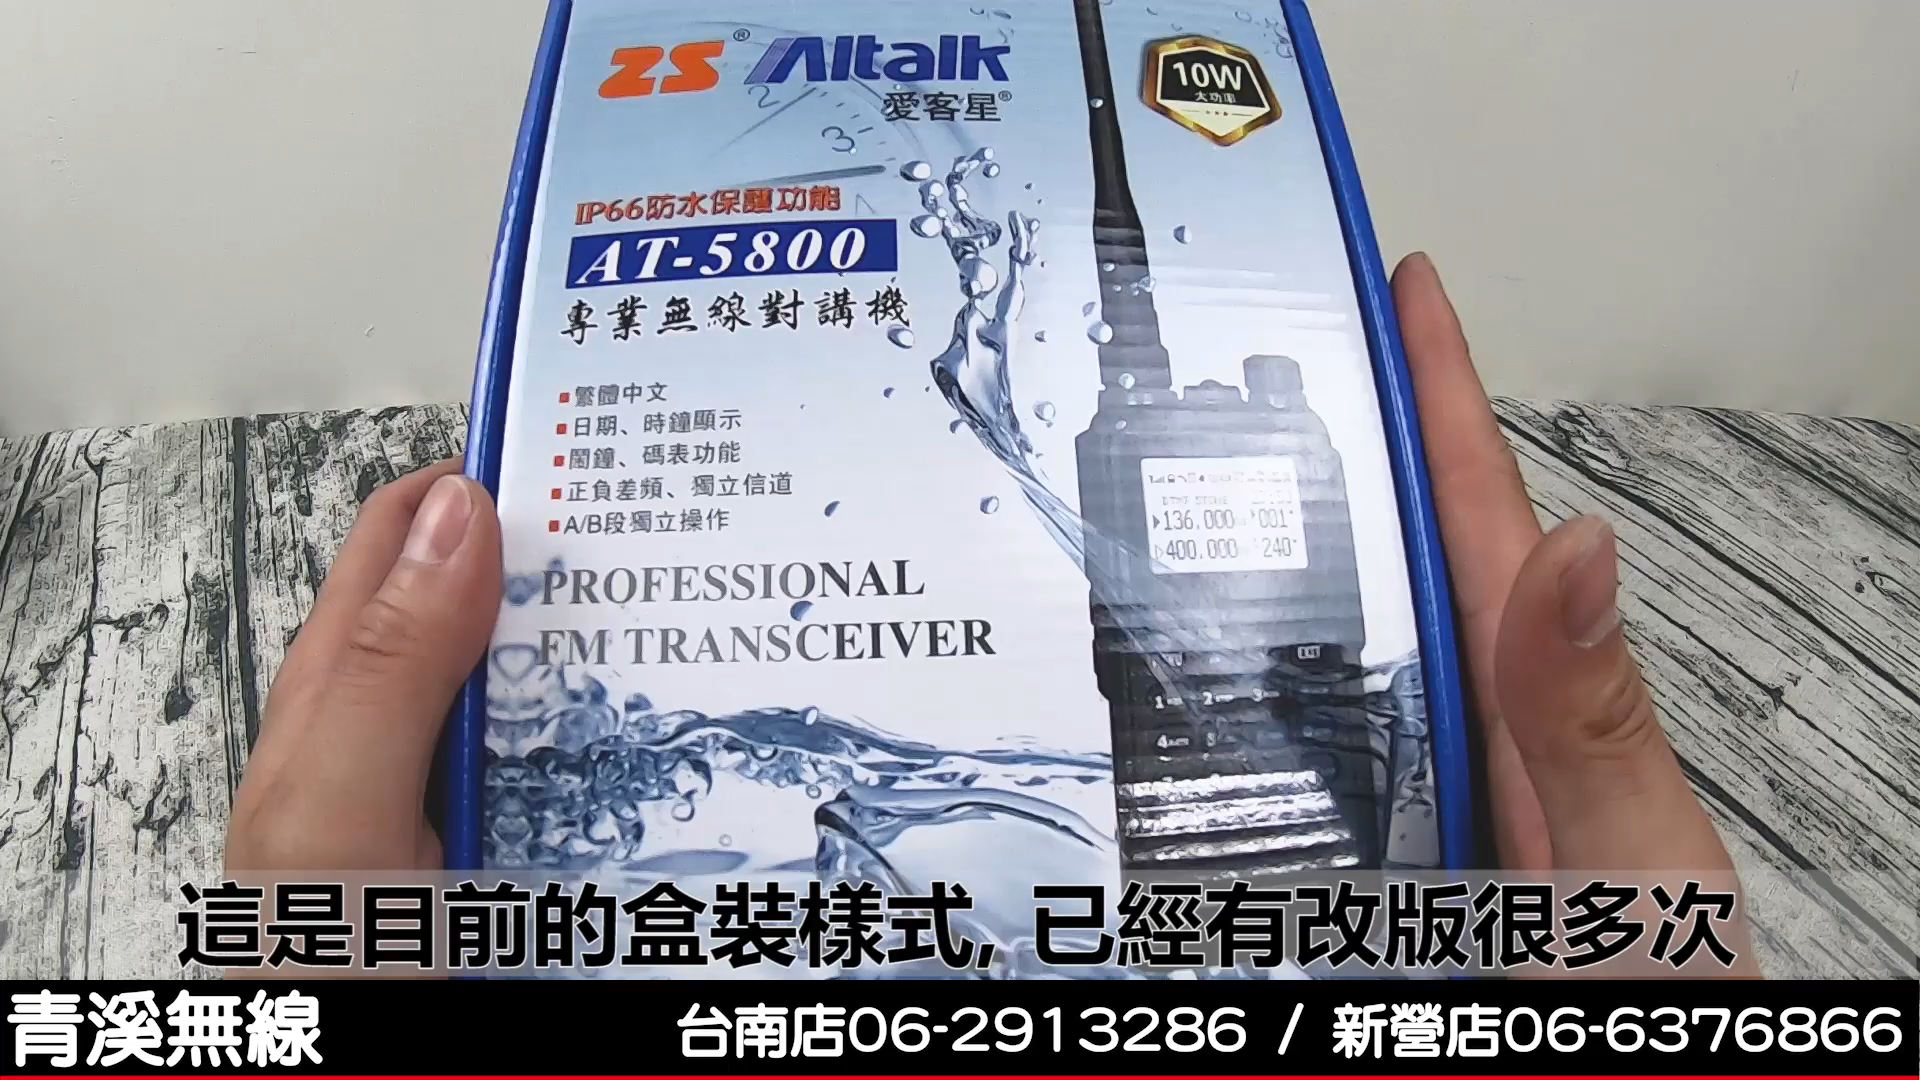 ZS® Altalk
愛客星®
10W
大功率
2
3
IP66防水保護功能
AT-5800
專業無線對講機
繁體中文
日期、時鐘顯示
鬧鐘、碼表功能
正負差頻、獨立信道
A/B段獨立操作
136.000 001
400.000 240
PROFESSIONAL
FM TRANSCEIVER
這是目前的盒裝樣式, 已經有改版很多次
青溪無線
台南店06-2913286 / 新營店06-6376866